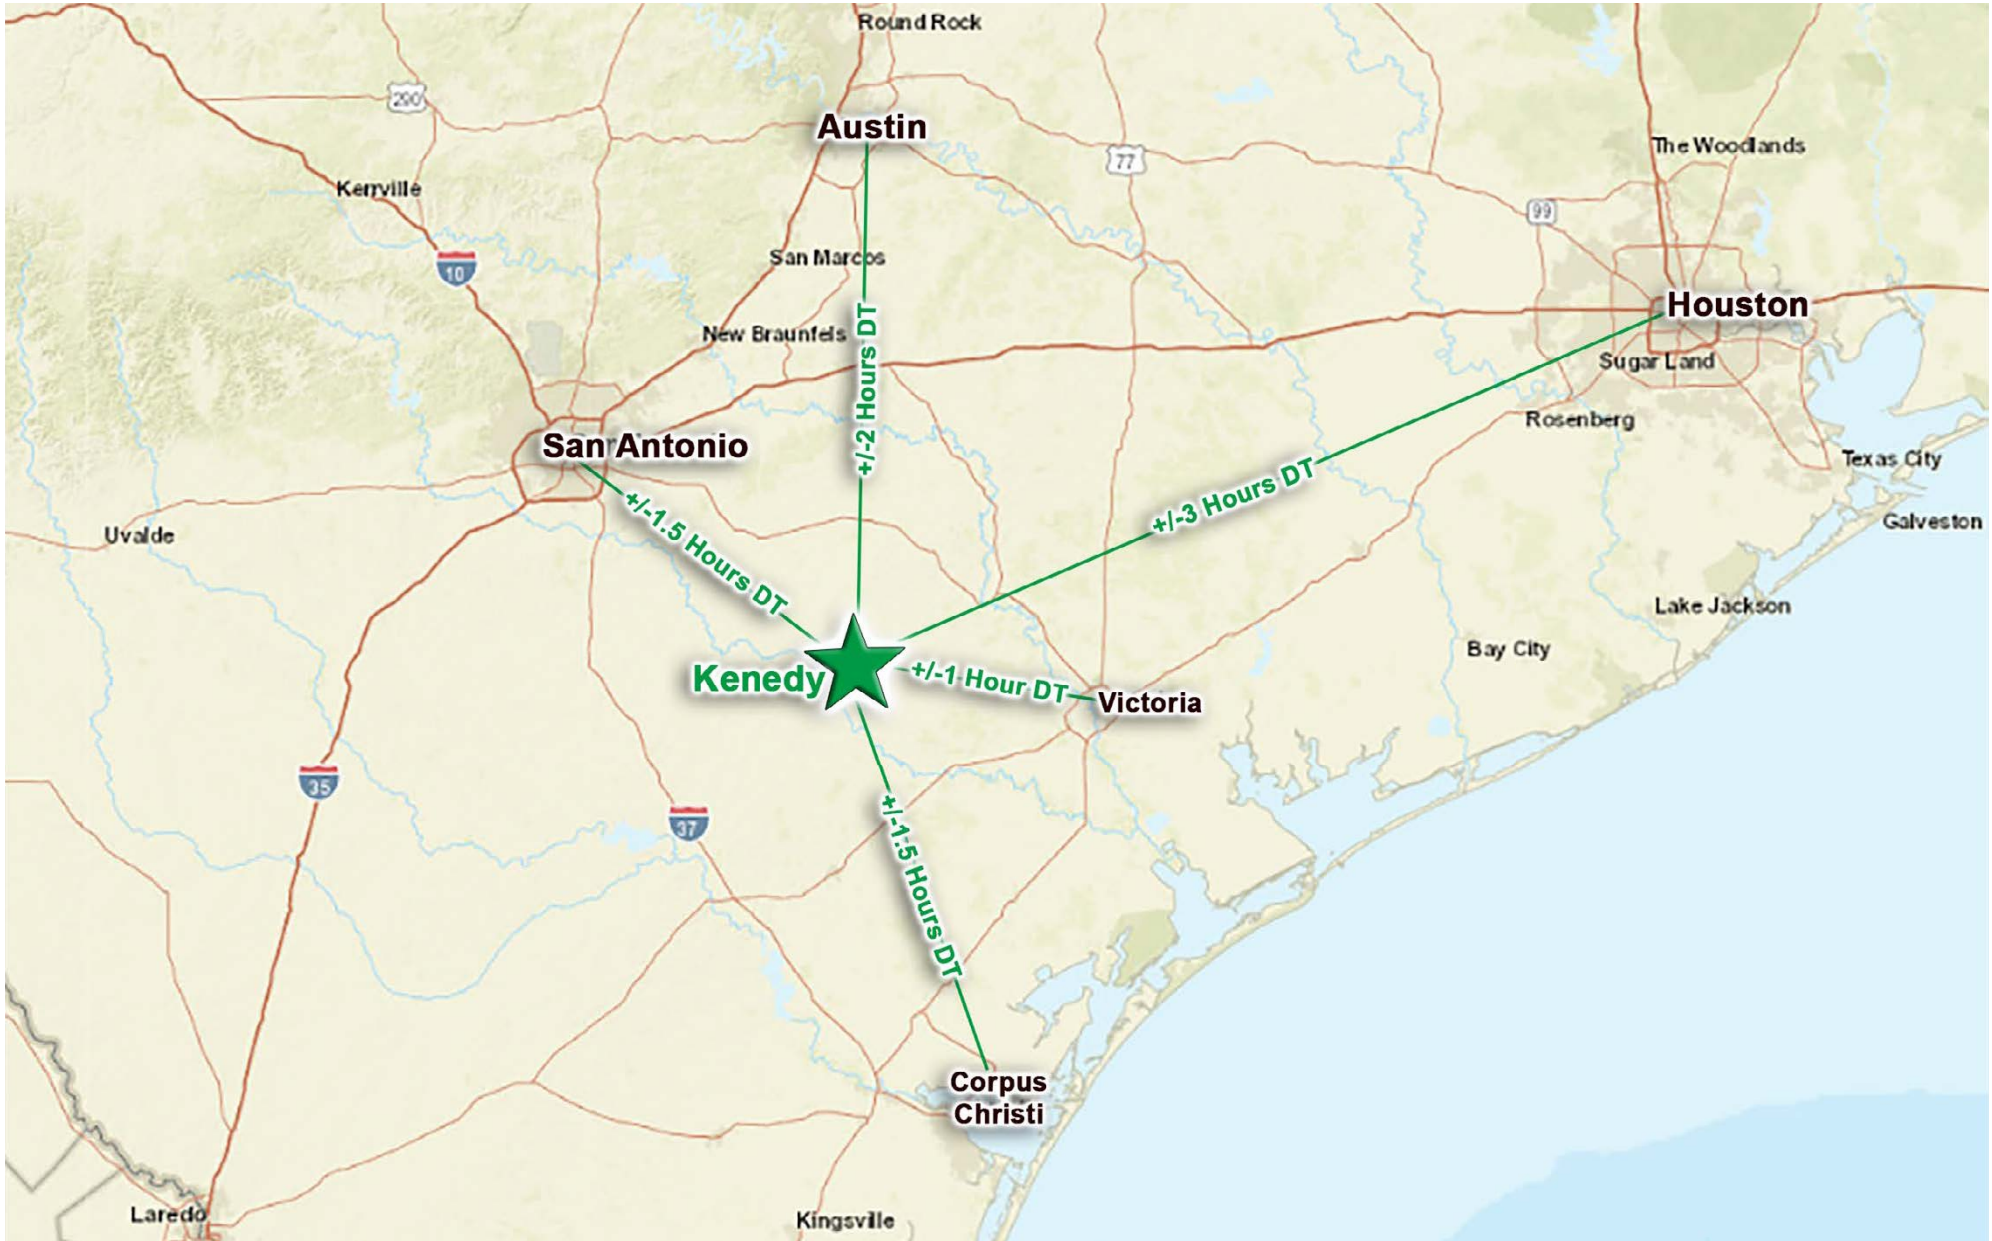 Round Rock
290
Austin
77
The Woodlands
Kerrville
99
San Marcos
10
Houston
New Braunfels
+/-2 Hours DT
Sugar Land
Rosenberg
San Antonio
Texas City
+/-3 Hours DT
+/-1.5 Hours DT
Galveston
Uvalde
Lake Jackson
Bay City
Kenedy
+/-1 Hour DT
Victoria
35
37
+/-1.5 Hours DT
Corpus
Christi
Laredo
Kingsville